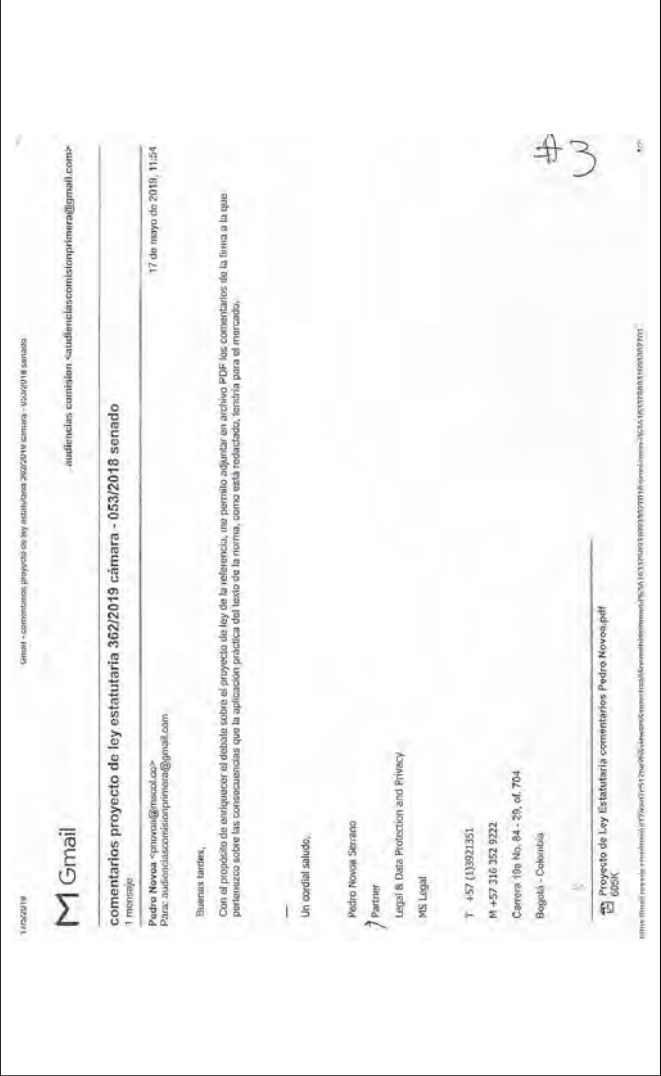 17/5/2019 Gmail - comentarios proyecto de ley estatutaria 362/2019 cámara - 053/2018 senado
M Gmail
audiencias comision <audienciascomisionprimera@gmail.com>
comentarios proyecto de ley estatutaria 362/2019 cámara - 053/2018 senado
1 mensaje
Pedro Novoa <pnovoa@mscol.co> 17 de mayo de 2019, 11:54
Para: audienciascomisionprimera@gmail.com
Buenas tardes,
Con el propósito de enriquecer el debate sobre el proyecto de ley de la referencia, me permito adjuntar en archivo PDF los comentarios de la firma a la que
pertenezco sobre las consecuencias que la aplicación práctica del texto de la norma, como está redactado, tendría para el mercado.
—
Un cordial saludo,
Pedro Novoa Serrano
Partner
Legal & Data Protection and Privacy
MS Legal
T +57 (1)3921351
M +57 316 352 9222
Carrera 19a No. 84 - 29, of. 704
Bogotá - Colombia
Proyecto de Ley Estatutaria comentarios Pedro Novoa.pdf
605K
#3
1/1